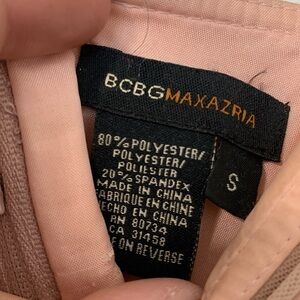 BCBGMAXAZRIA
S
80% POLYESTER/
POLYESTER/
POLIESTER
20% SPANDEX
MADE IN CHINA
FABRIQUE EN CHINE
HECHO EN CHINA
RN 80734
CA 31458
ON REVERSE